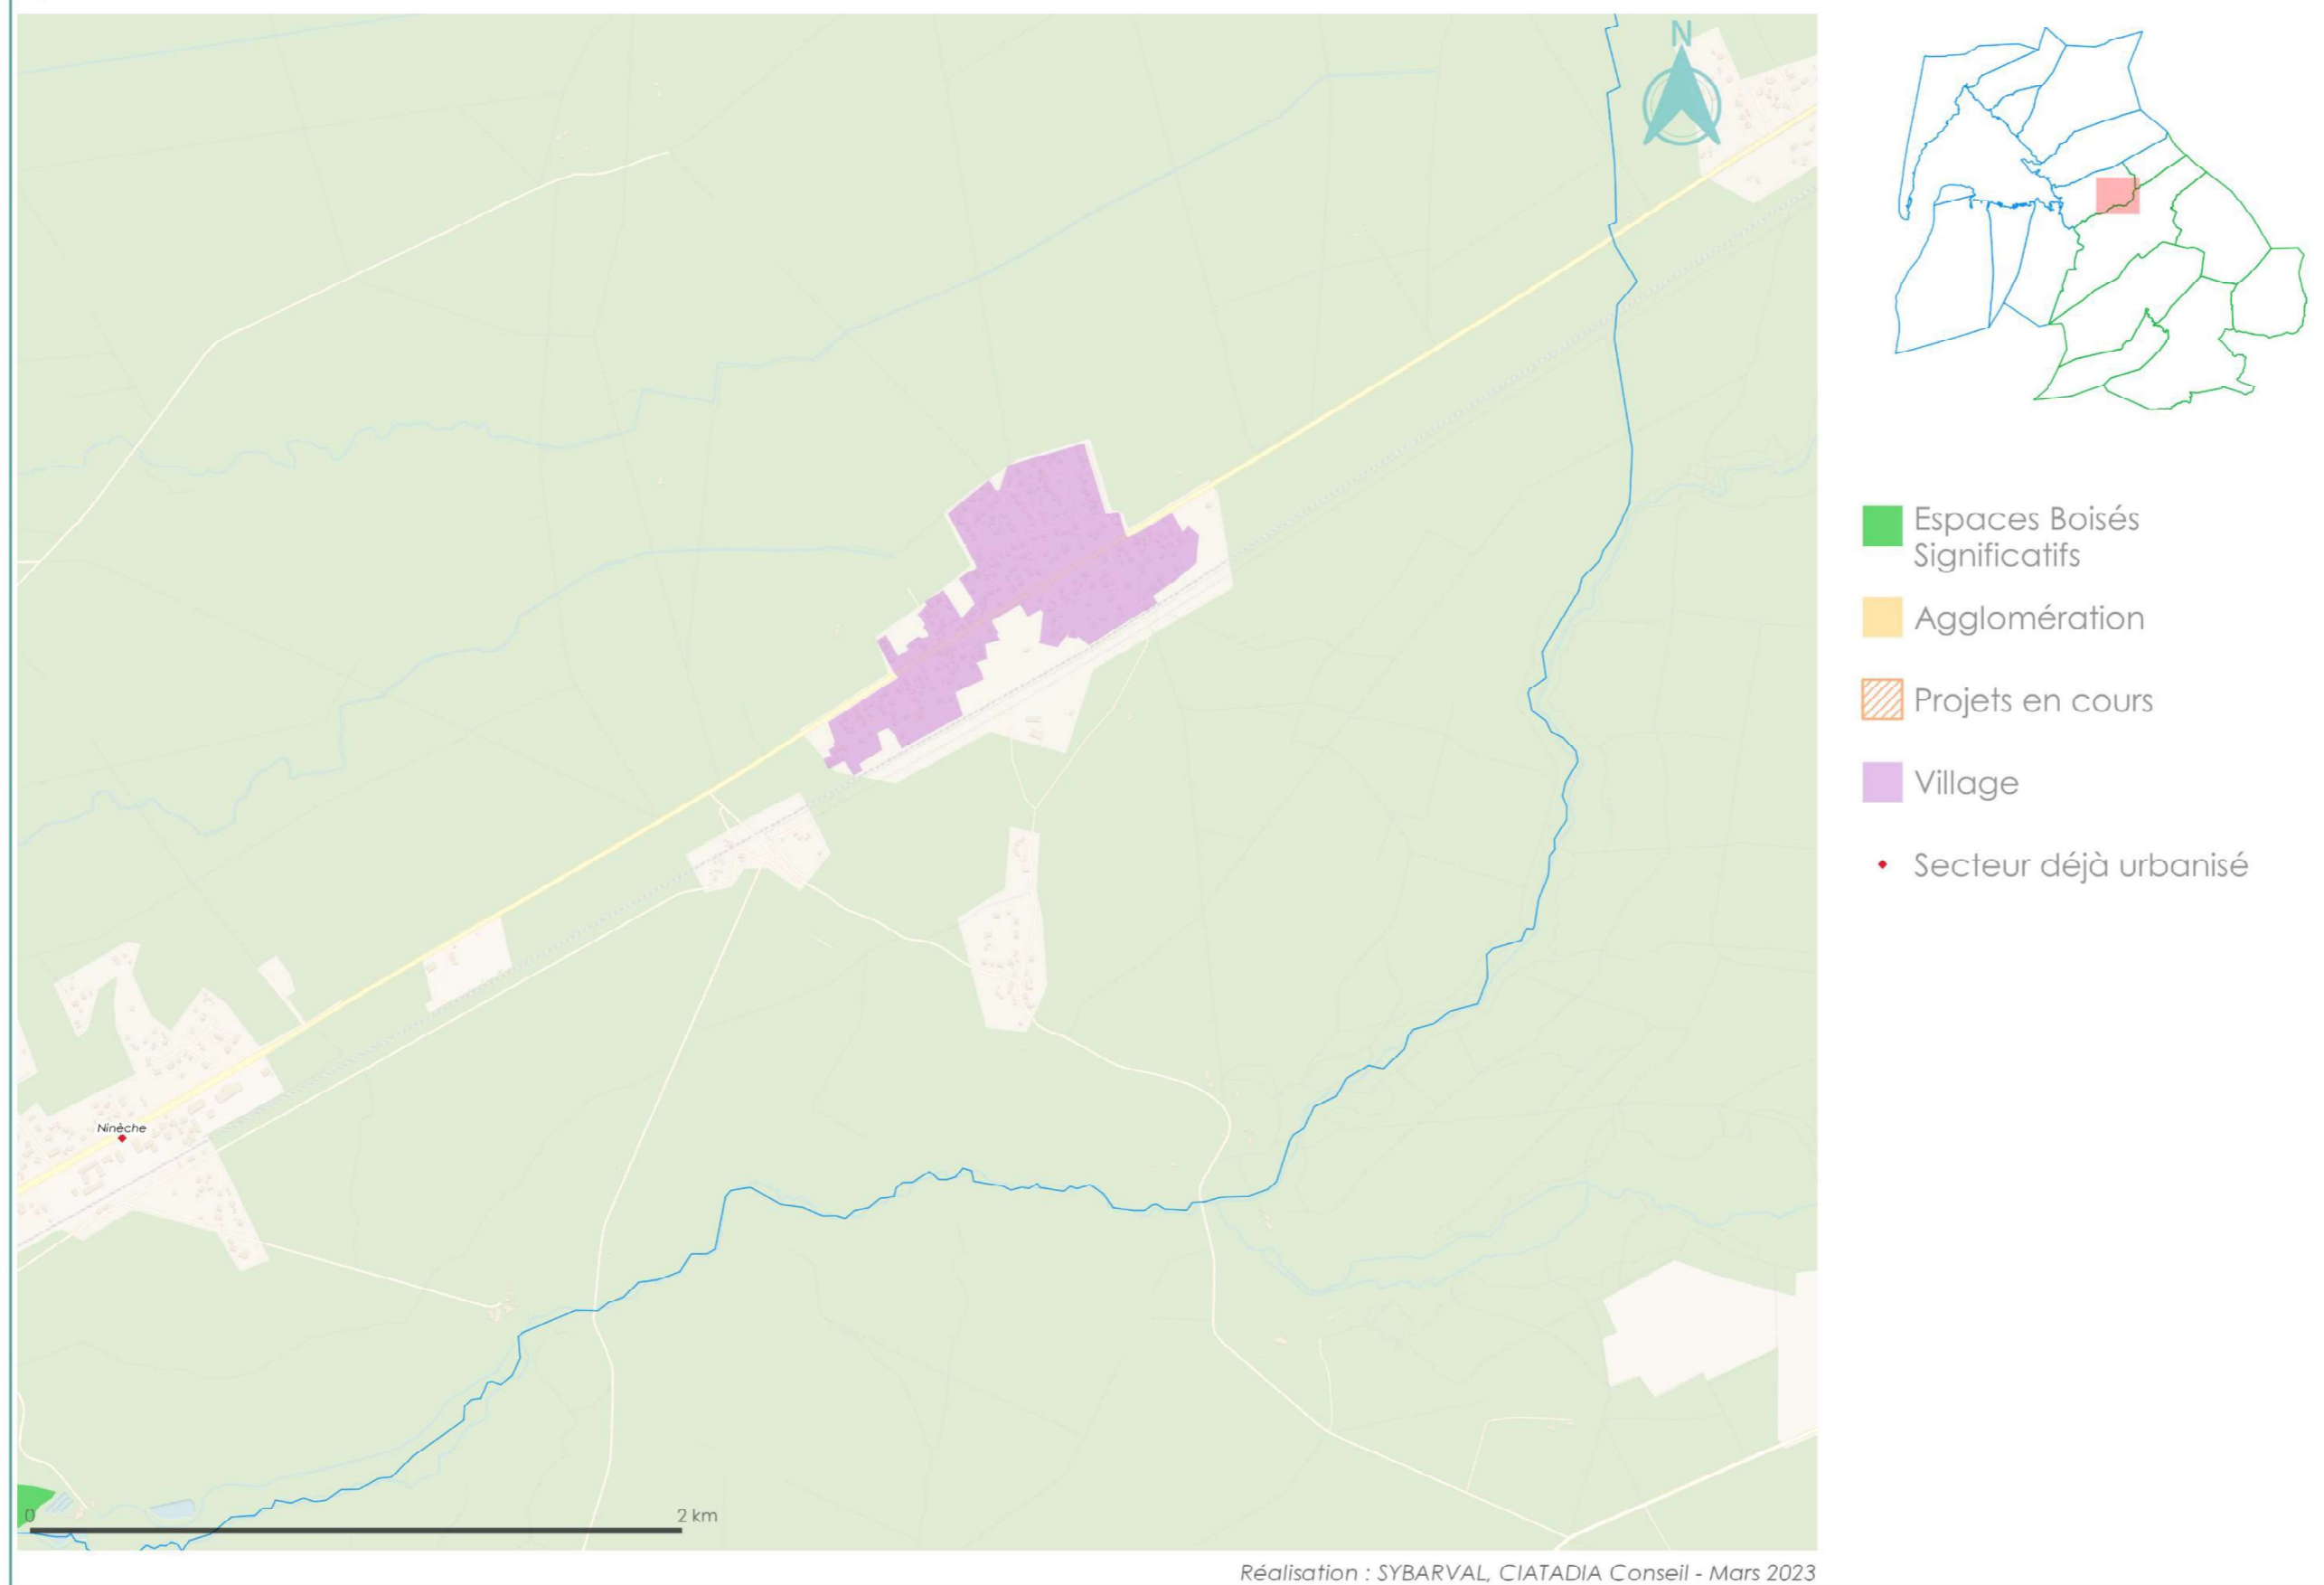 N
Espaces Boisés
Significatifs
Agglomération
Projets en cours
Village
Secteur déjà urbanisé
Ninèche
0
2 km
Réalisation : SYBARVAL, CIATADIA Conseil - Mars 2023